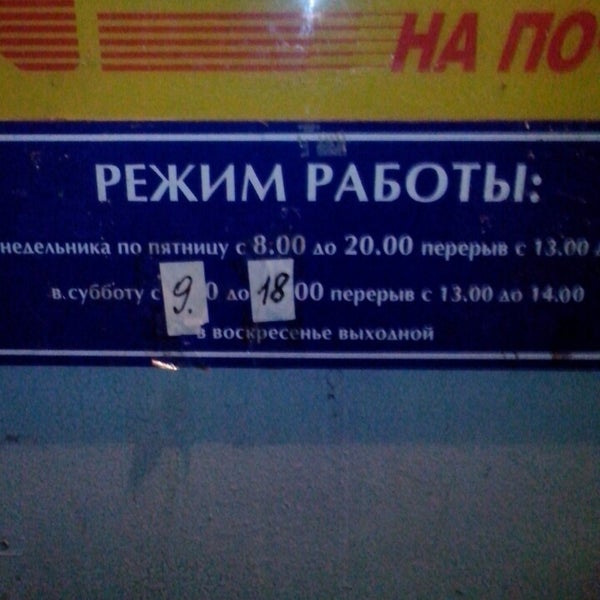 НА ПО
РЕЖИМ РАБОТЫ:
недельника по пятницу с 8.00 до 20.00 перерыв с 13.00
в субботу с 9.0 до 18 00 перерыв с 13.00 до 14.00
в воскресенье выходной